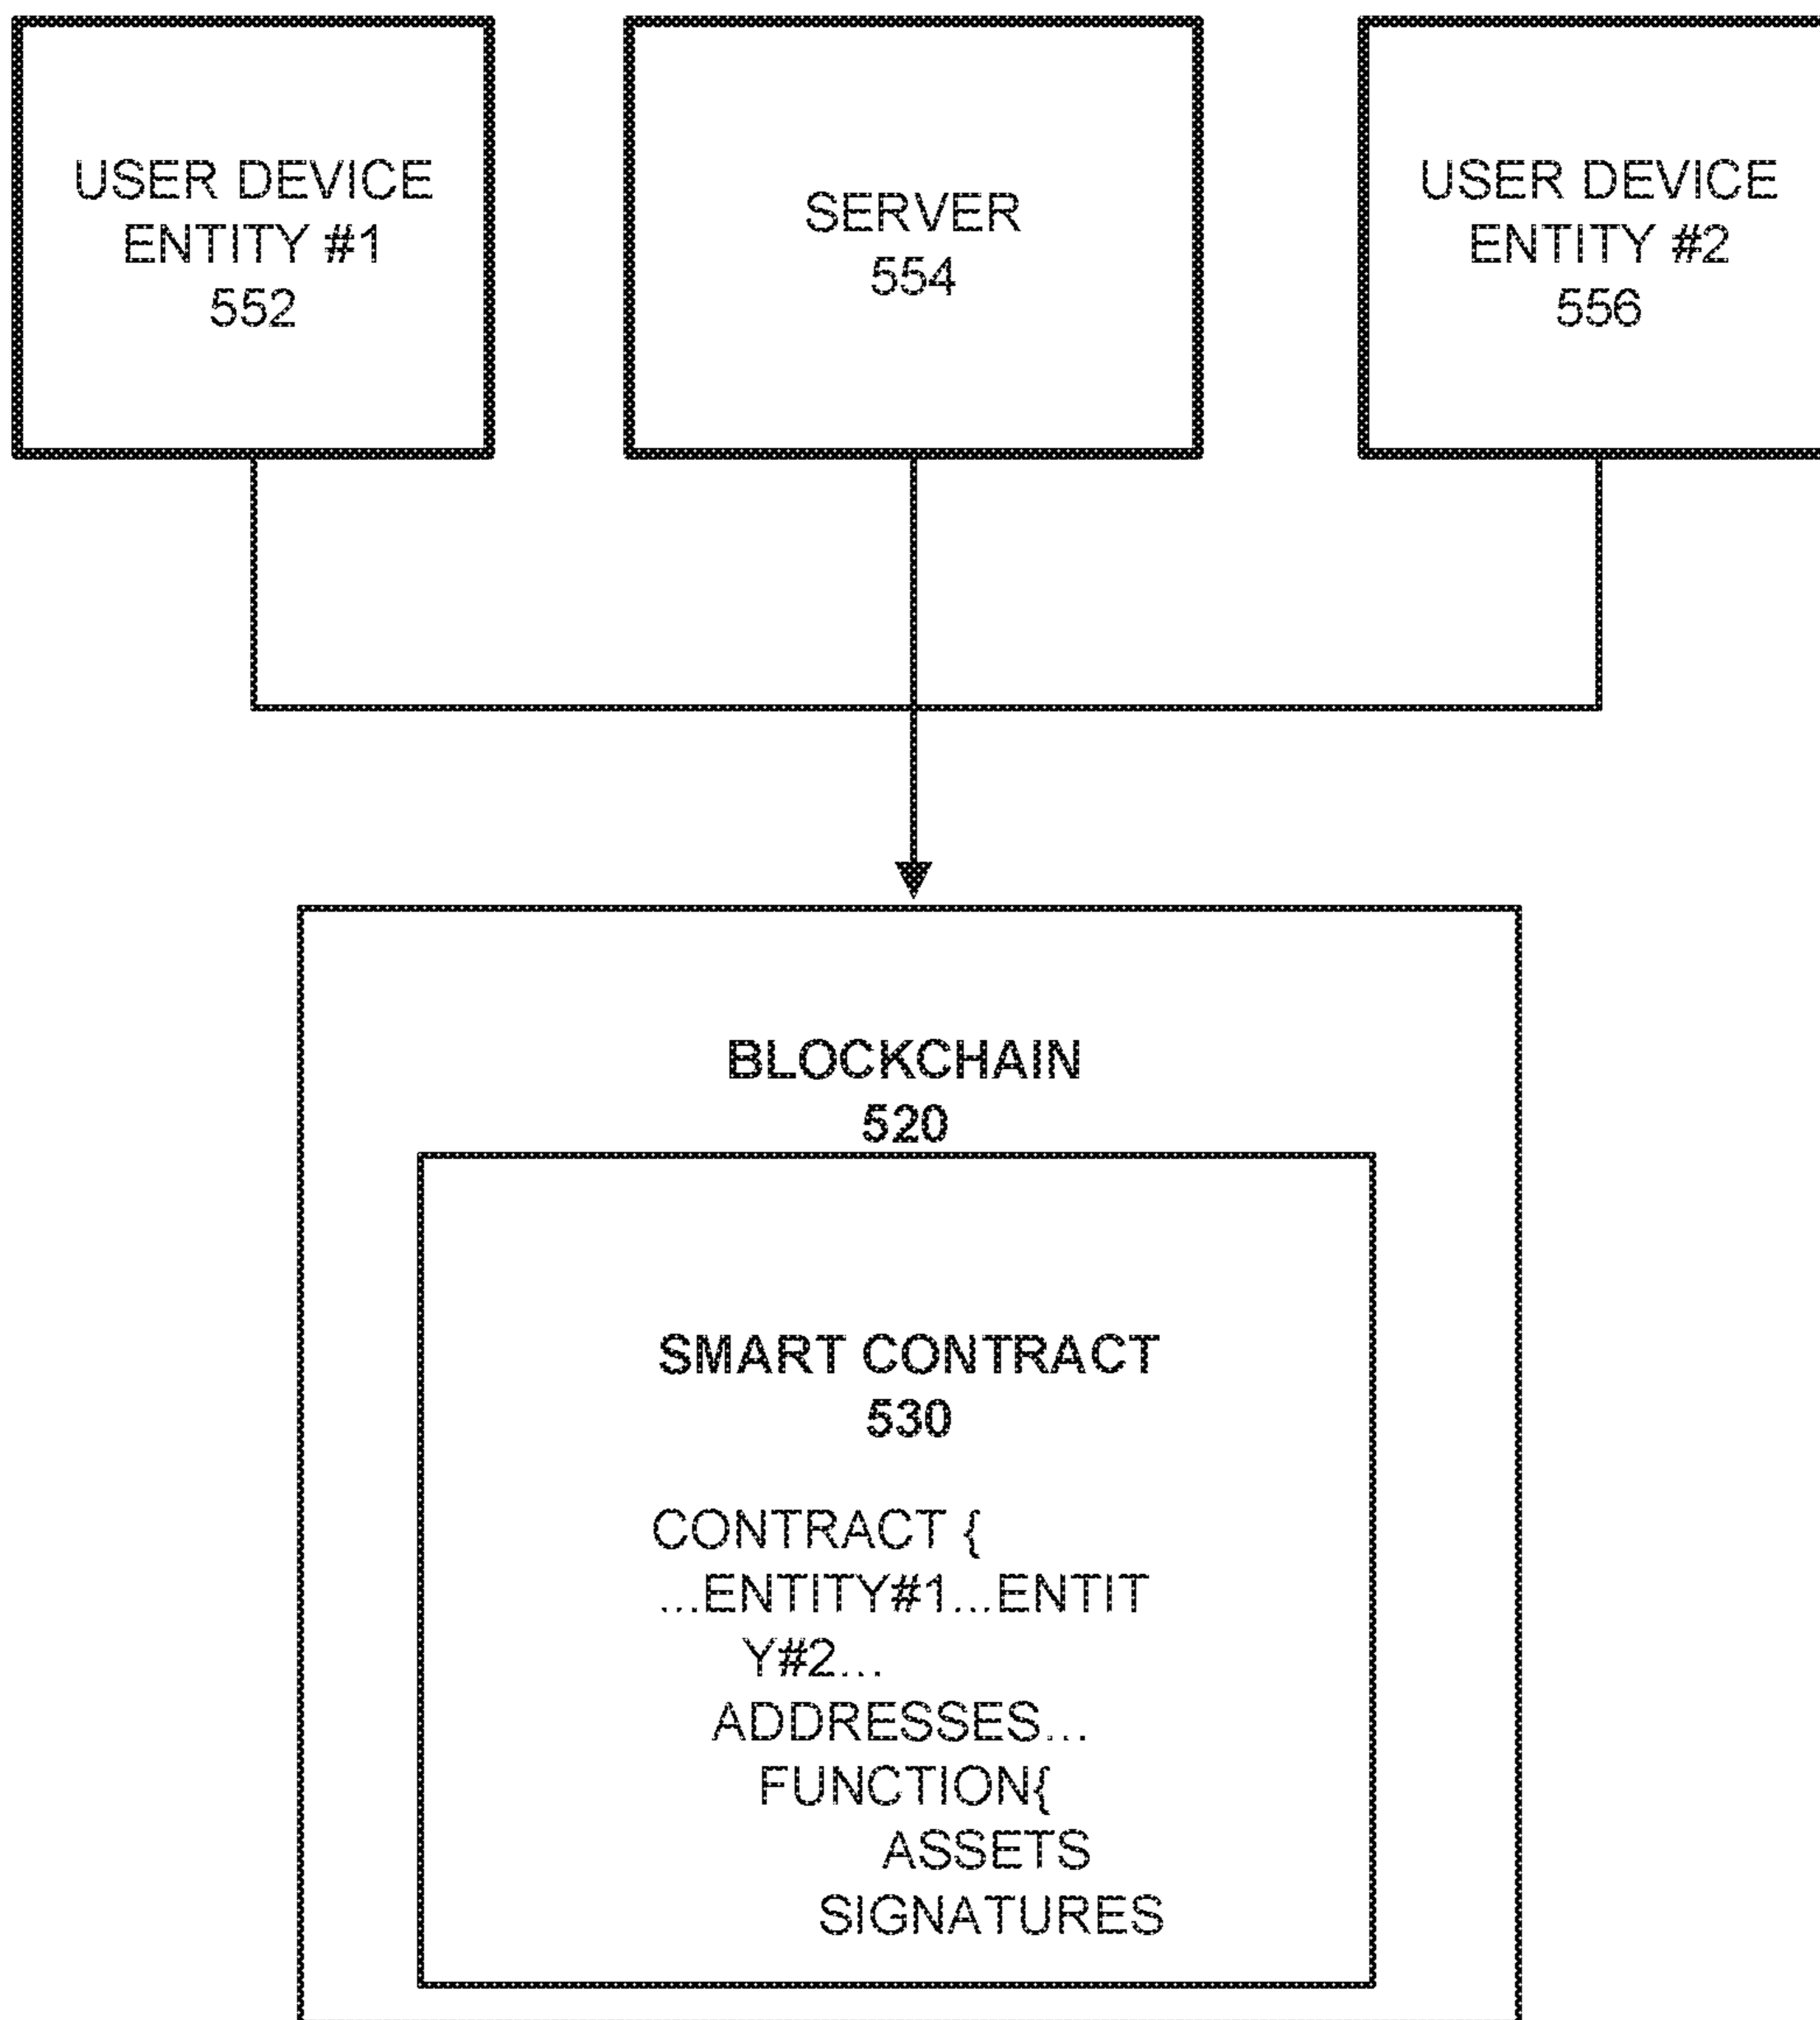 USER DEVICE
ENTITY #1
552
SERVER
554
USER DEVICE
ENTITY #2
556
BLOCKCHAIN
520
SMART CONTRACT
530
CONTRACT {
...ENTITY#1...ENTIT
Y#2...
ADDRESSES...
FUNCTION{
ASSETS
SIGNATURES